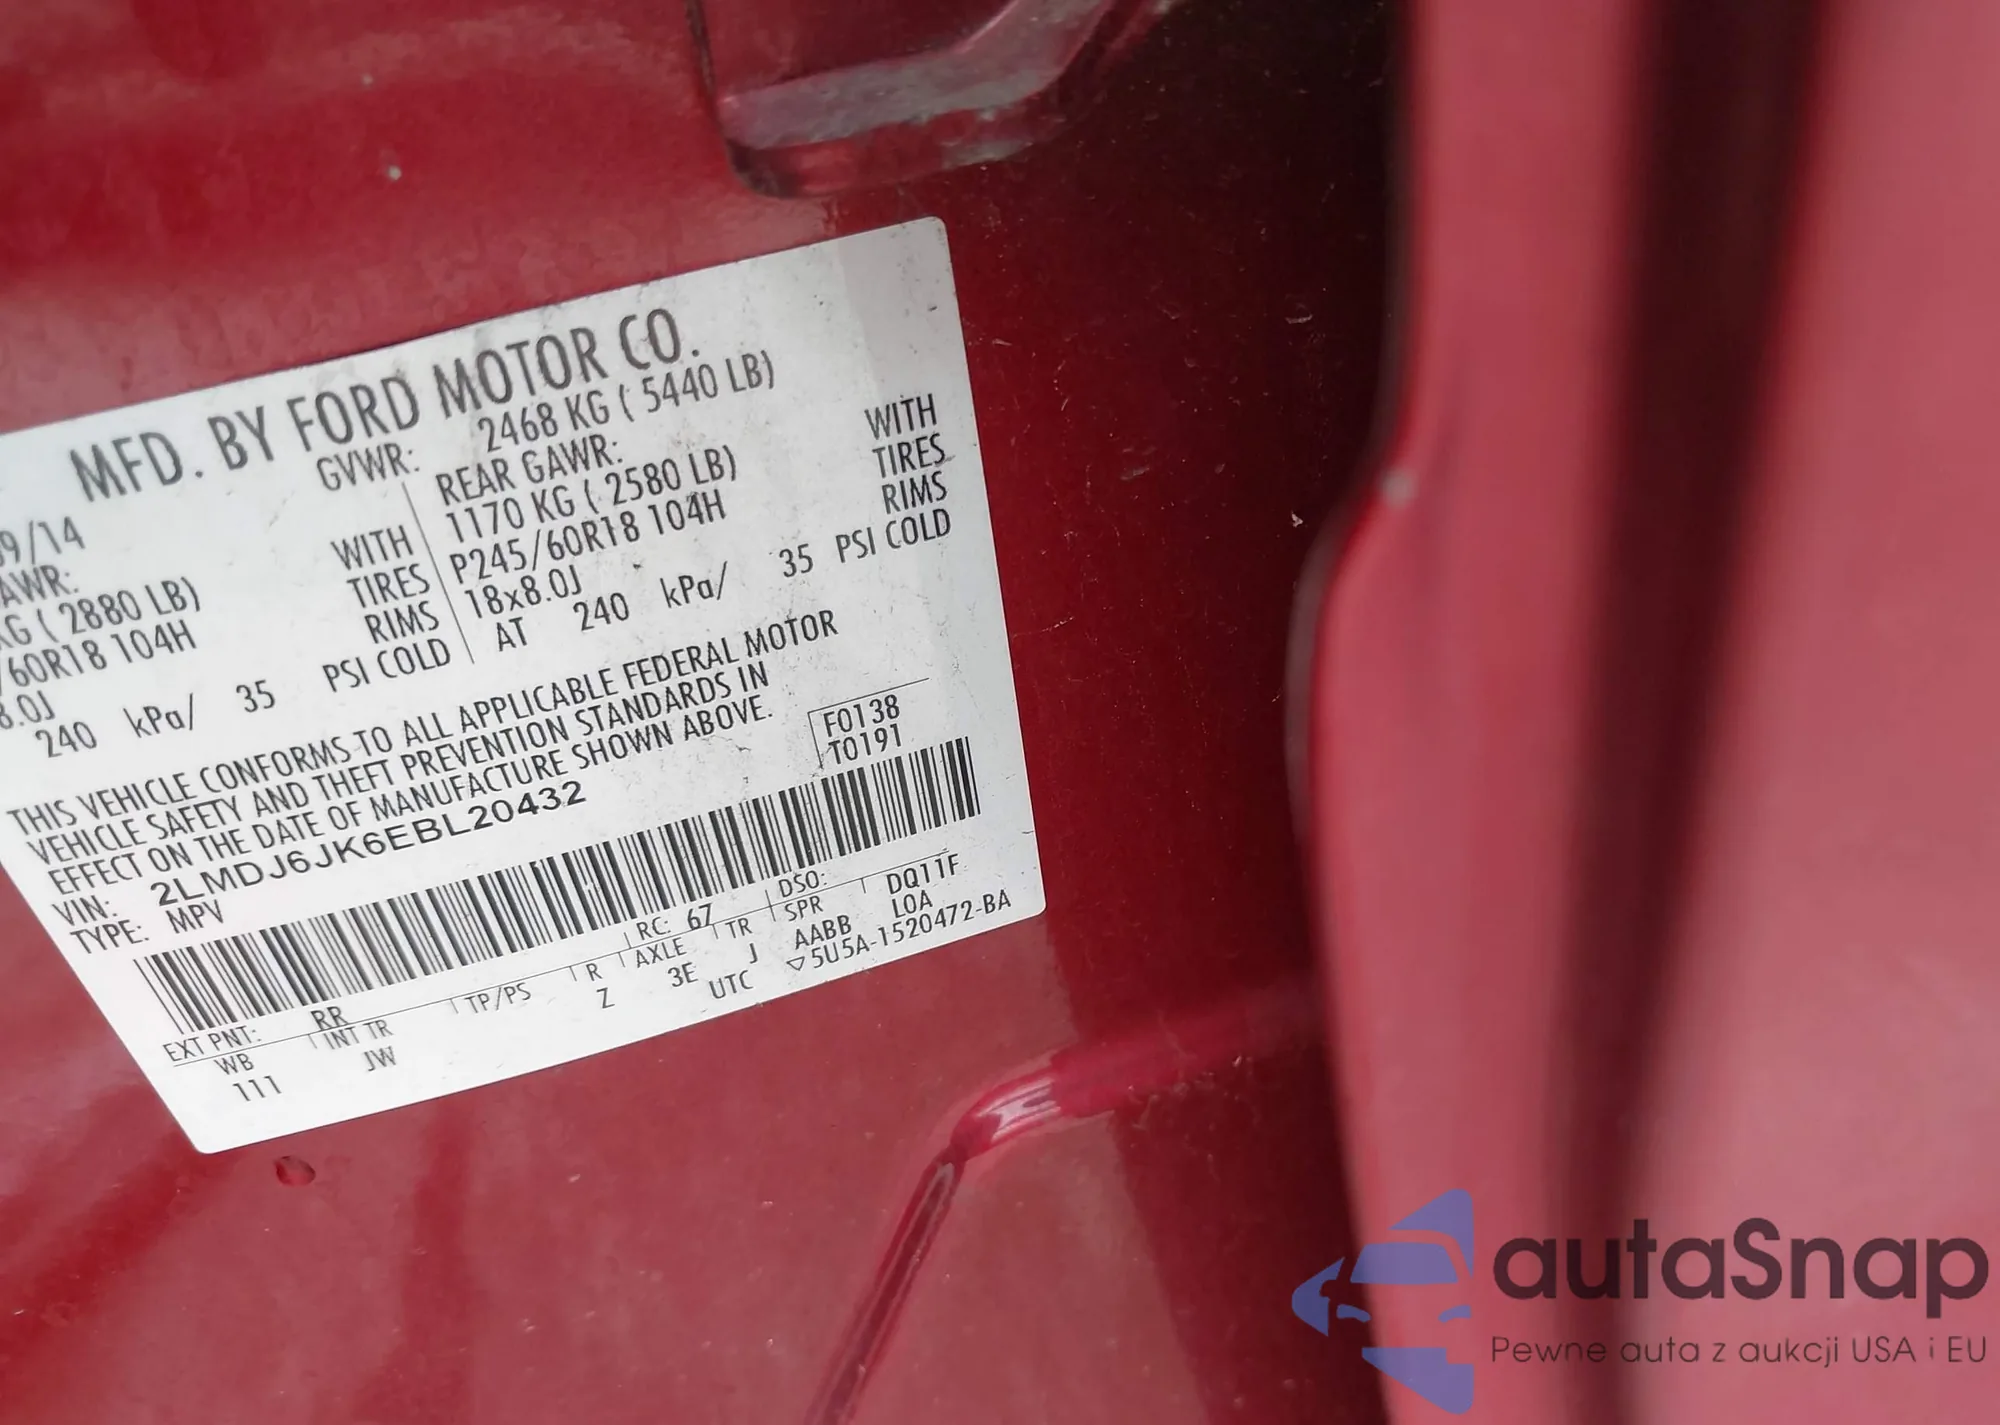 MFD. BY FORD MOTOR CO.
09/14 GVWR: 2468 KG ( 5440 LB)
AWR: REAR GAWR:
KG ( 2880 LB) WITH 1170 KG ( 2580 LB) WITH
/60R18 104H TIRES P245/60R18 104H TIRES
8.0J RIMS 18x8.0J RIMS
240 kPa/ 35 PSI COLD AT 240 kPa/ 35 PSI COLD
THIS VEHICLE CONFORMS TO ALL APPLICABLE FEDERAL MOTOR
VEHICLE SAFETY AND THEFT PREVENTION STANDARDS IN
EFFECT ON THE DATE OF MANUFACTURE SHOWN ABOVE.
VIN: 2LMDJ6JK6EBL20432
TYPE: MPV
F0138
T0191
EXT PNT: RR RC: 67 DSO:
WB INT TR TP/PS R AXLE TR SPR DQ11F
111 JW Z 3E J AABB LOA
UTC ▽5U5A-1520472-BA
autaSnap
Pewne auta z aukcji USA i EU